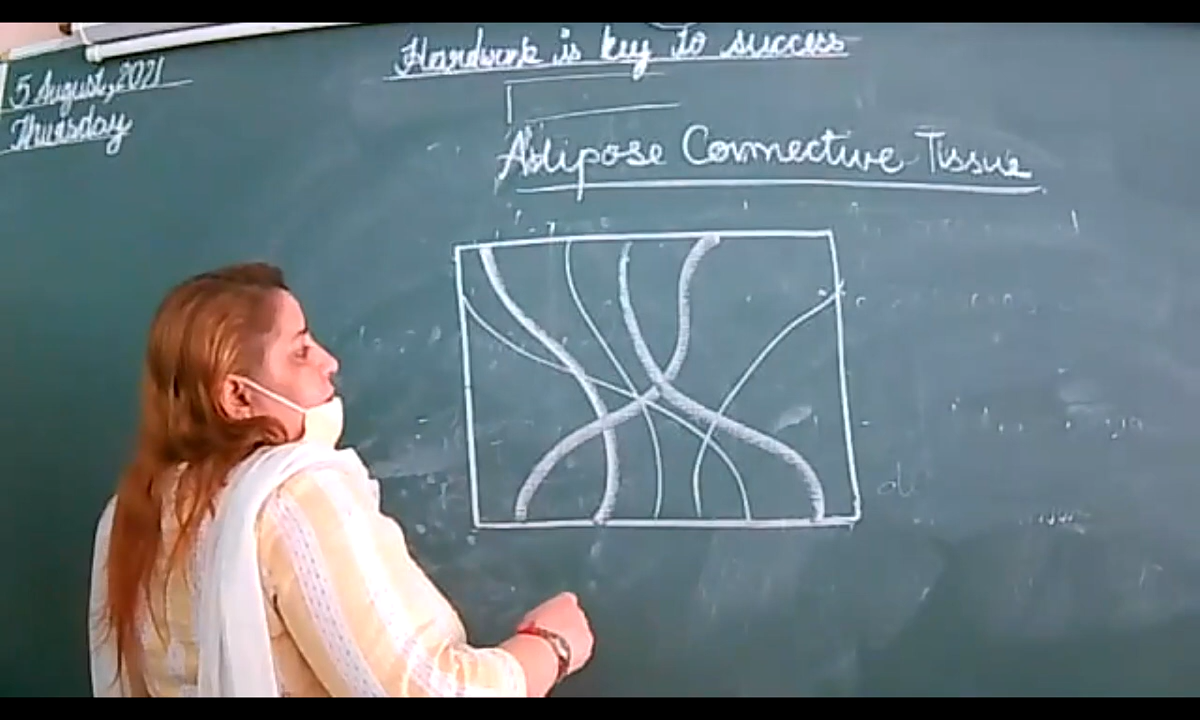 Hardwork is key to success
5 August, 2021
Thursday
Adipose Connective Tissue